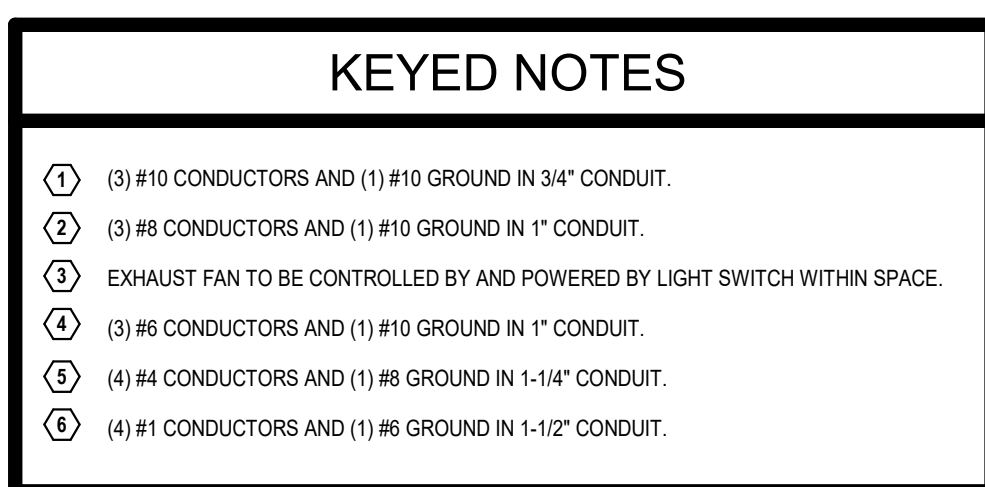 KEYED NOTES
1 (3) #10 CONDUCTORS AND (1) #10 GROUND IN 3/4" CONDUIT.
2 (3) #8 CONDUCTORS AND (1) #10 GROUND IN 1" CONDUIT.
3 EXHAUST FAN TO BE CONTROLLED BY AND POWERED BY LIGHT SWITCH WITHIN SPACE.
4 (3) #6 CONDUCTORS AND (1) #10 GROUND IN 1" CONDUIT.
5 (4) #4 CONDUCTORS AND (1) #8 GROUND IN 1-1/4" CONDUIT.
6 (4) #1 CONDUCTORS AND (1) #6 GROUND IN 1-1/2" CONDUIT.